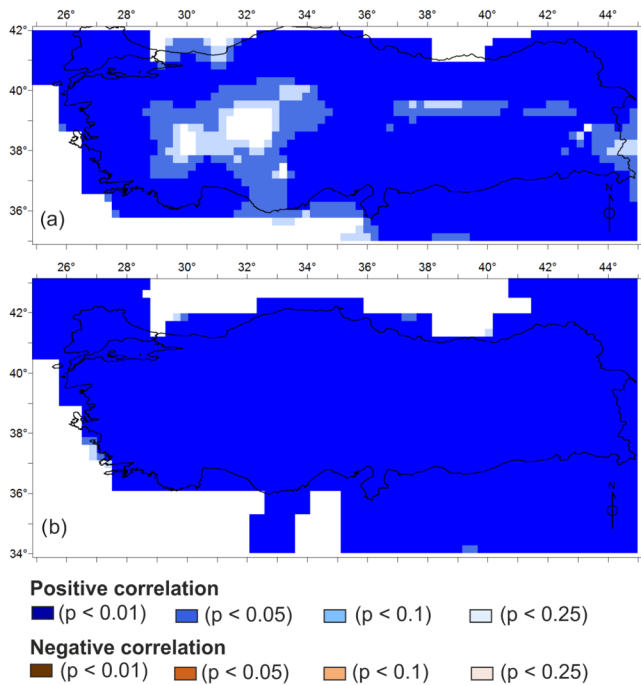 26° 28° 30° 32° 34° 36° 38° 40° 42° 44°
42°
40°
38°
36°
N
(a)
26° 28° 30° 32° 34° 36° 38° 40° 42° 44°
42°
40°
38°
36°
34°
N
(b)
Positive correlation
(p < 0.01) (p < 0.05) (p < 0.1) (p < 0.25)
Negative correlation
(p < 0.01) (p < 0.05) (p < 0.1) (p < 0.25)